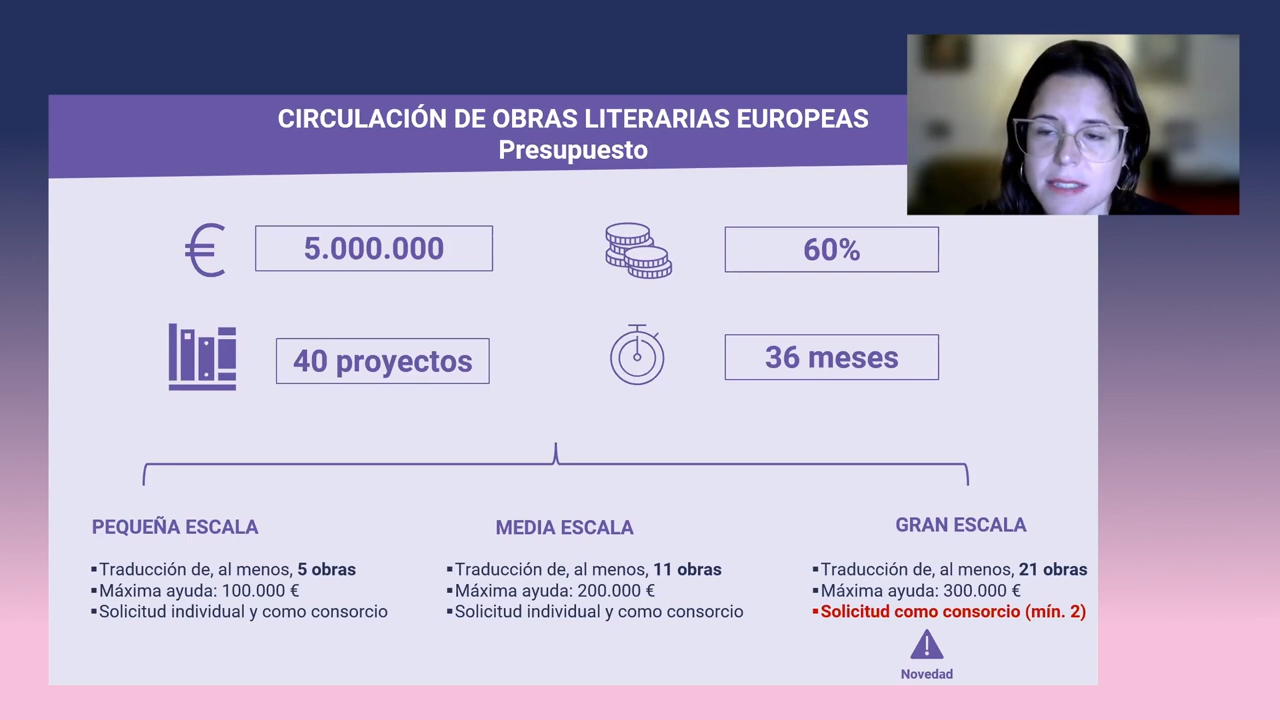 CIRCULACIÓN DE OBRAS LITERARIAS EUROPEAS
Presupuesto
€
5.000.000
60%
40 proyectos
36 meses
PEQUEÑA ESCALA
▪Traducción de, al menos, 5 obras
▪Máxima ayuda: 100.000 €
▪Solicitud individual y como consorcio
MEDIA ESCALA
▪Traducción de, al menos, 11 obras
▪Máxima ayuda: 200.000 €
▪Solicitud individual y como consorcio
GRAN ESCALA
▪Traducción de, al menos, 21 obras
▪Máxima ayuda: 300.000 €
▪Solicitud como consorcio (mín. 2)
Novedad